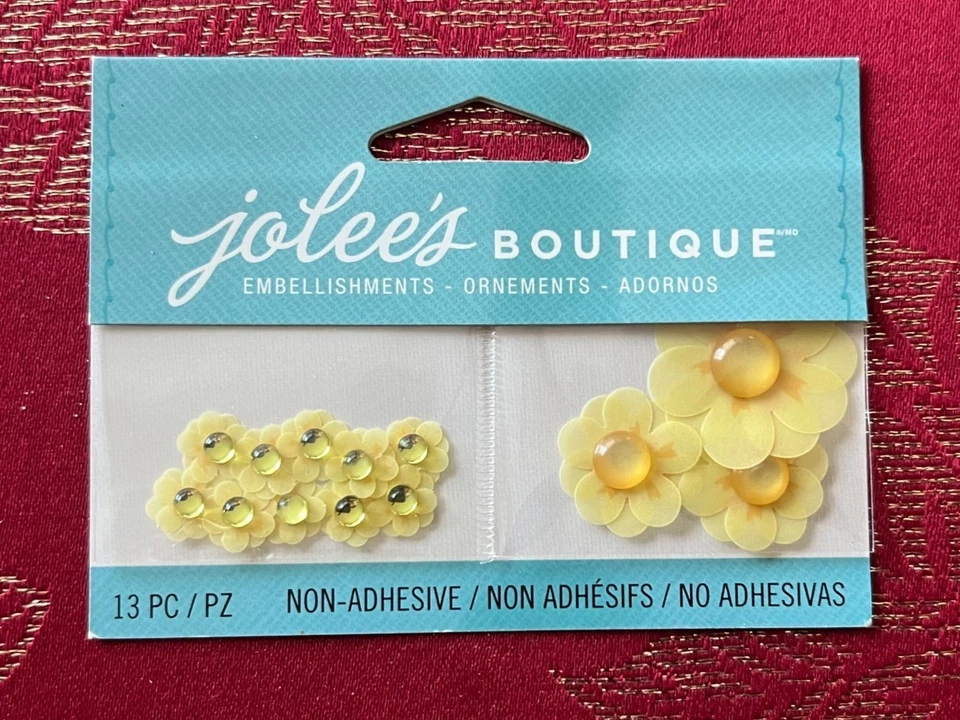 jolee's BOUTIQUE
EMBELLISHMENTS - ORNEMENTS - ADORNOS
13 PC / PZ
NON-ADHESIVE / NON ADHÉSIFS / NO ADHESIVAS